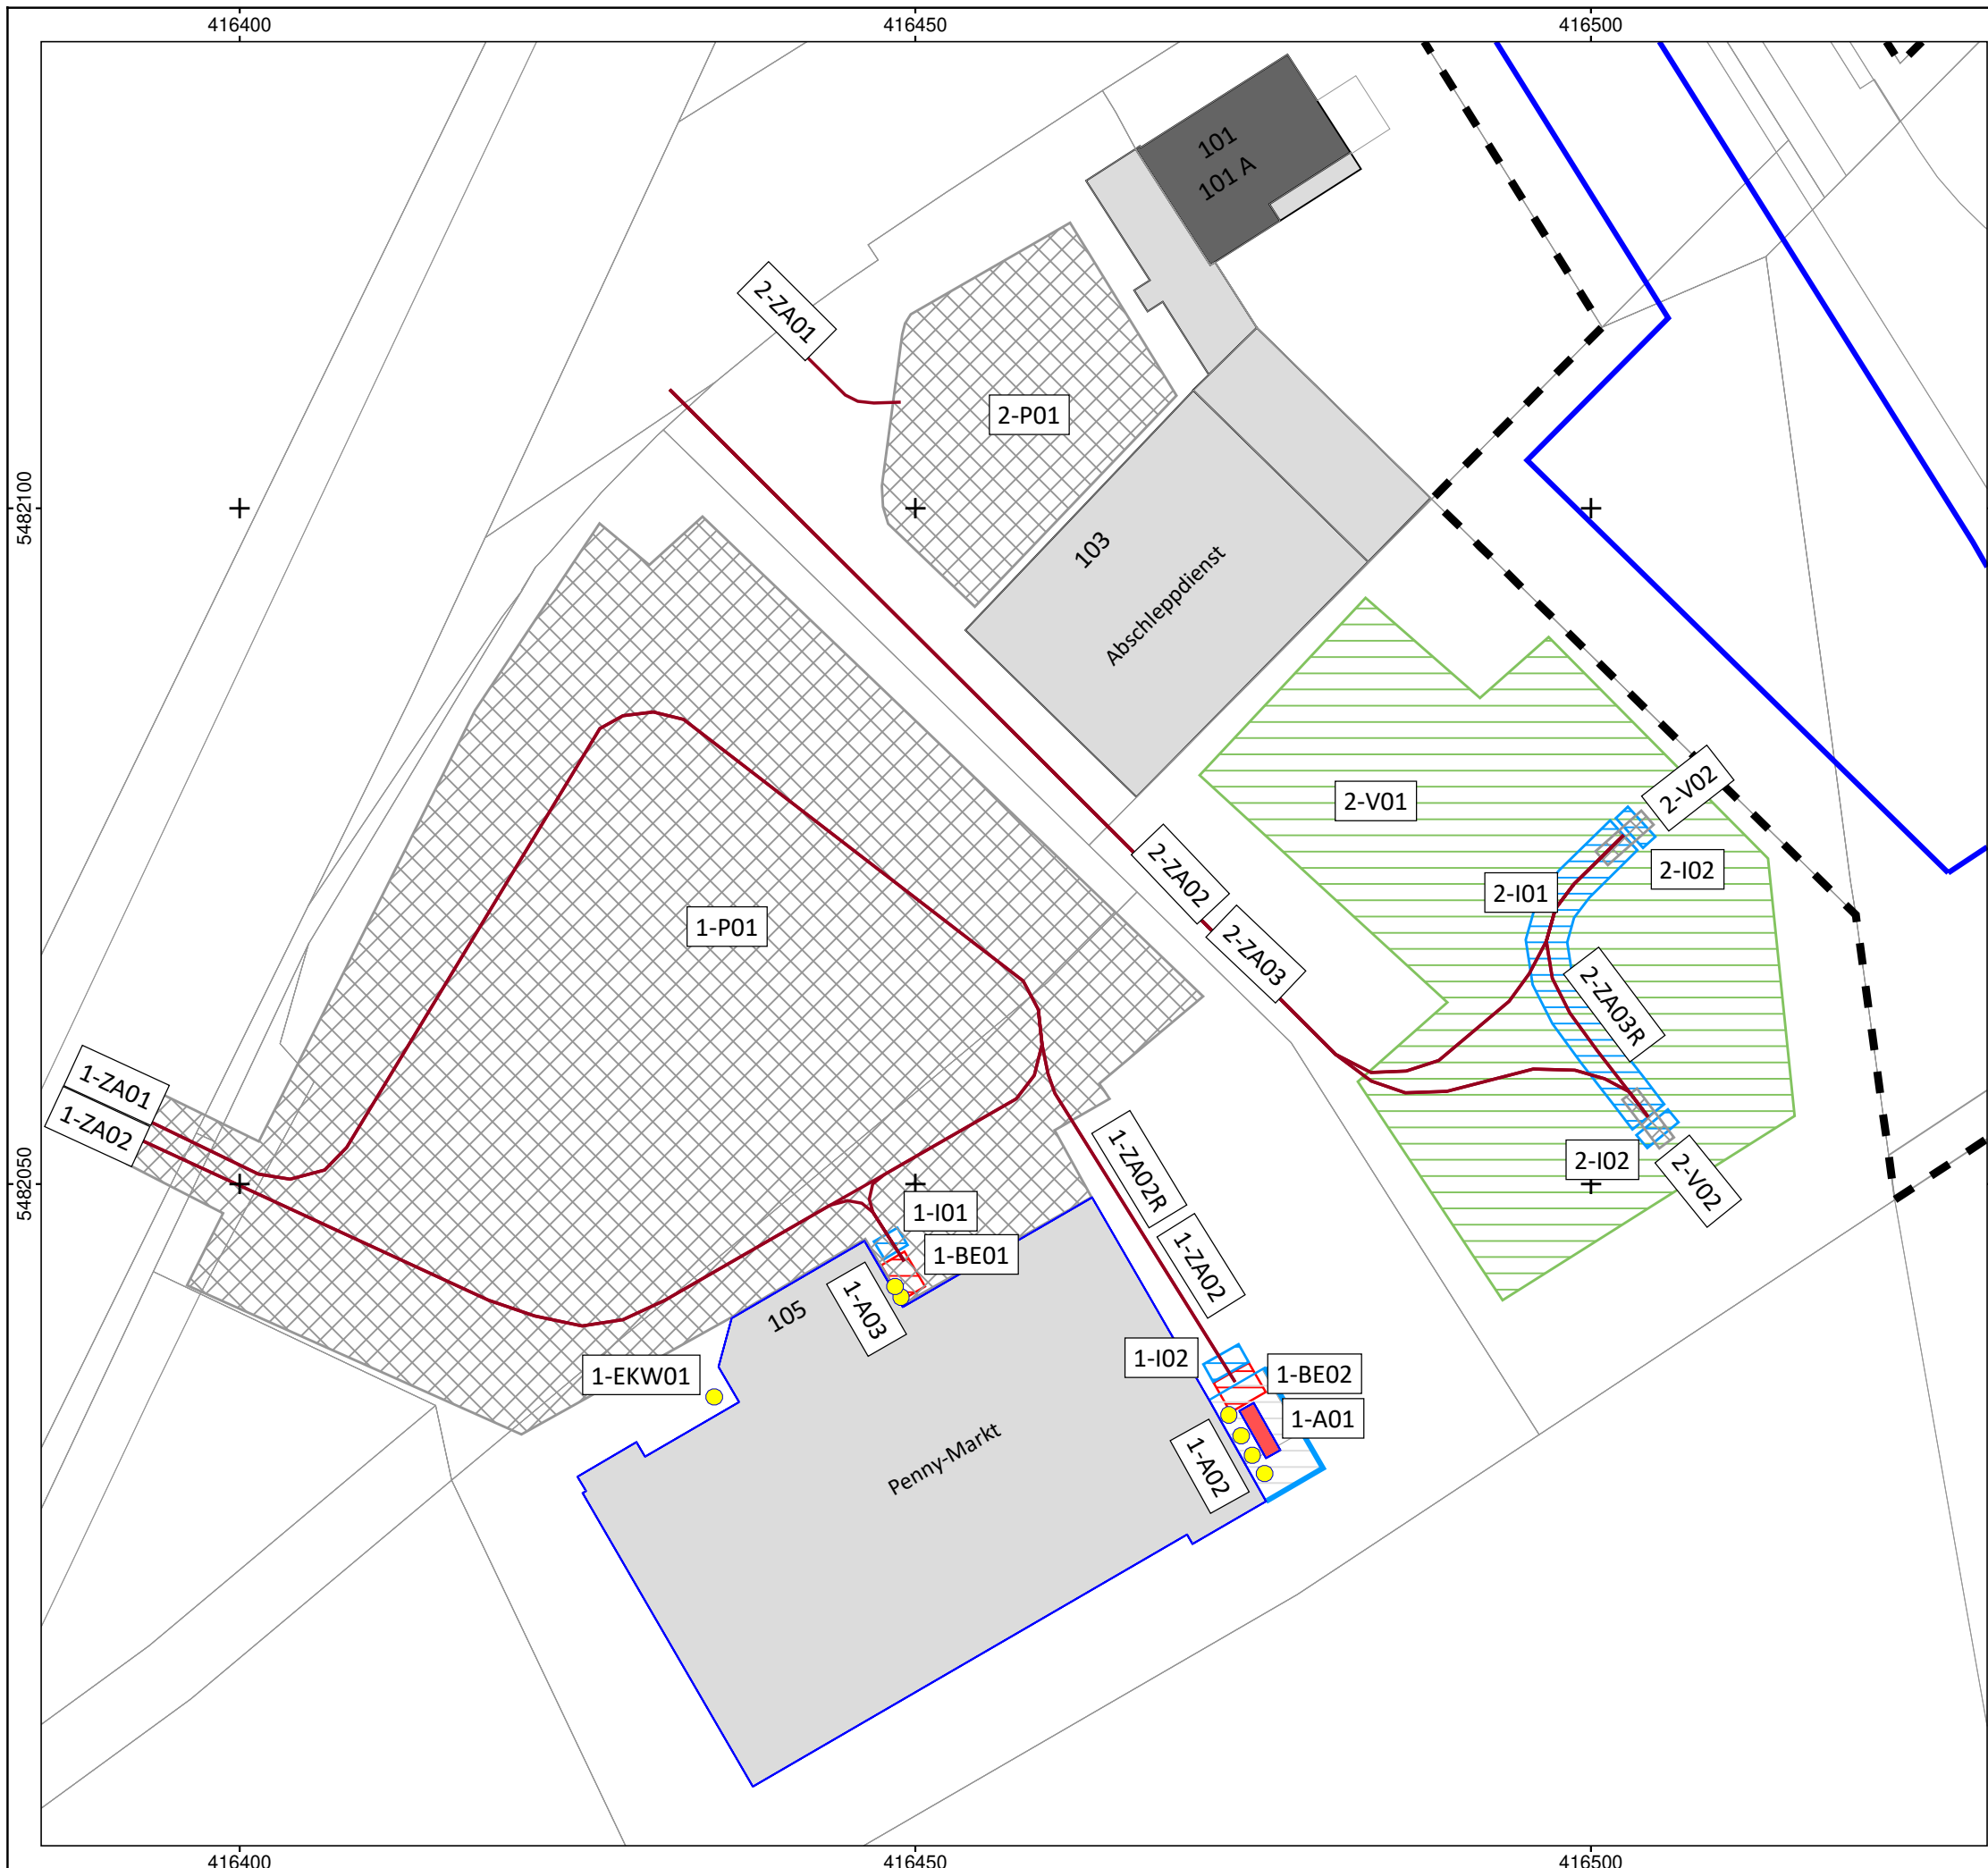 416400
416450
416500
101
101 A
2-ZA01
2-P01
5482100
103
Abschleppdienst
2-V02
2-V01
2-ZA02
2-I02
2-I01
1-P01
2-ZA03
2-ZA03R
1-ZA01
1-ZA02
5482050
1-ZA02R
2-I02
2-V02
1-I01
1-BE01
1-ZA02
1-A03
105
1-I02
1-EKW01
1-BE02
1-A01
Penny-Markt
1-A02
416400
416450
416500